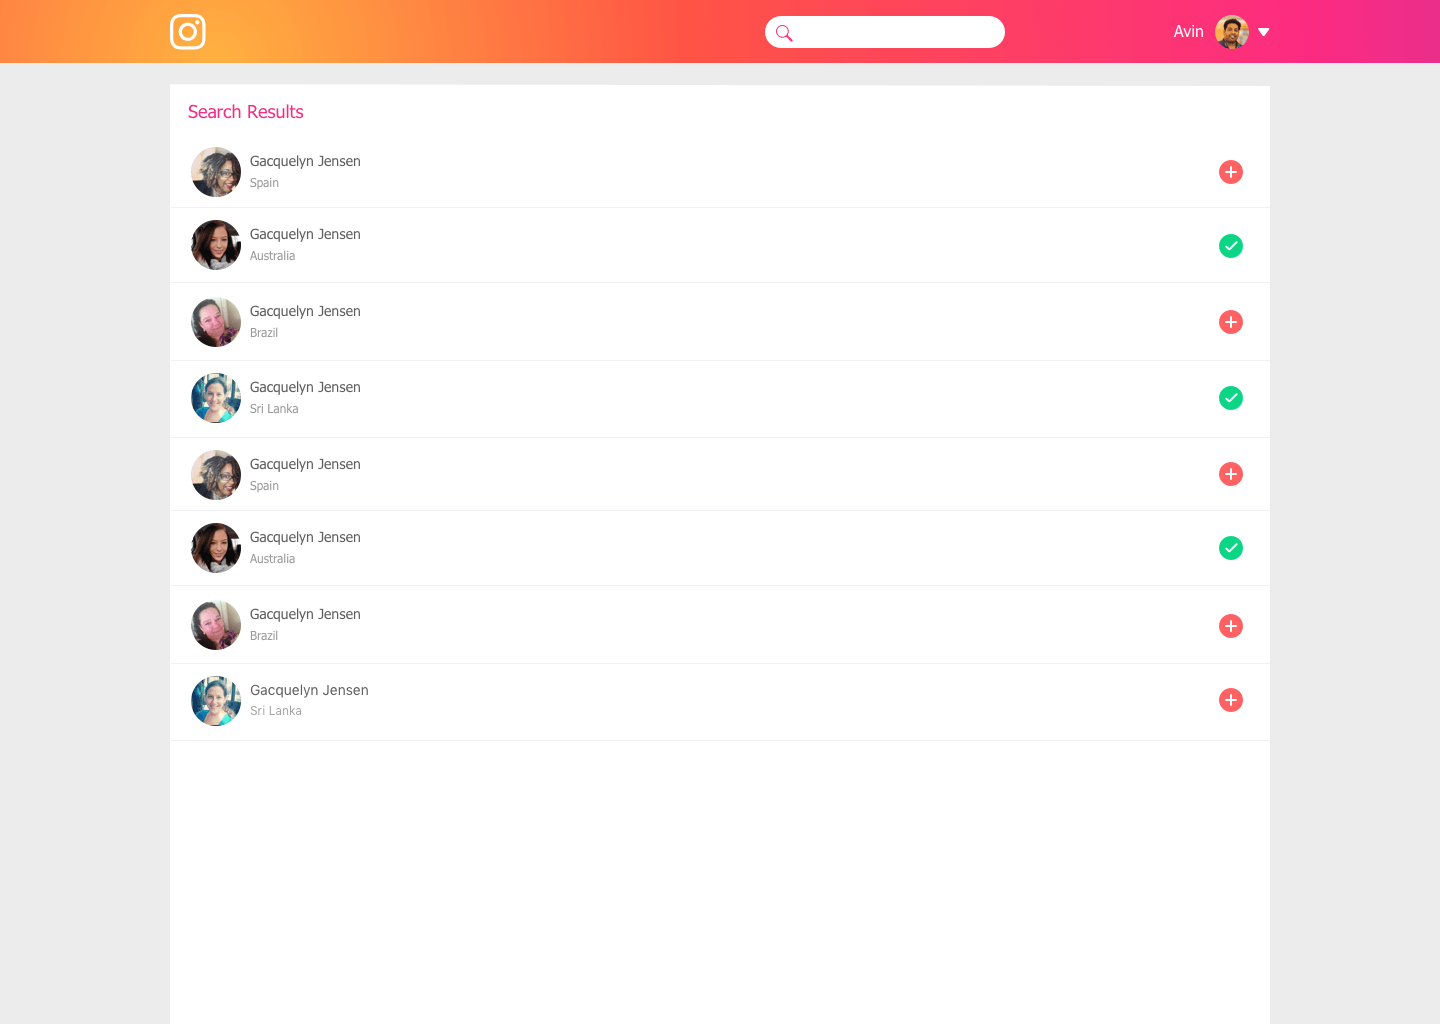 Avin
Search Results
Gacquelyn Jensen
Spain
Gacquelyn Jensen
Australia
Gacquelyn Jensen
Brazil
Gacquelyn Jensen
Sri Lanka
Gacquelyn Jensen
Spain
Gacquelyn Jensen
Australia
Gacquelyn Jensen
Brazil
Gacquelyn Jensen
Sri Lanka